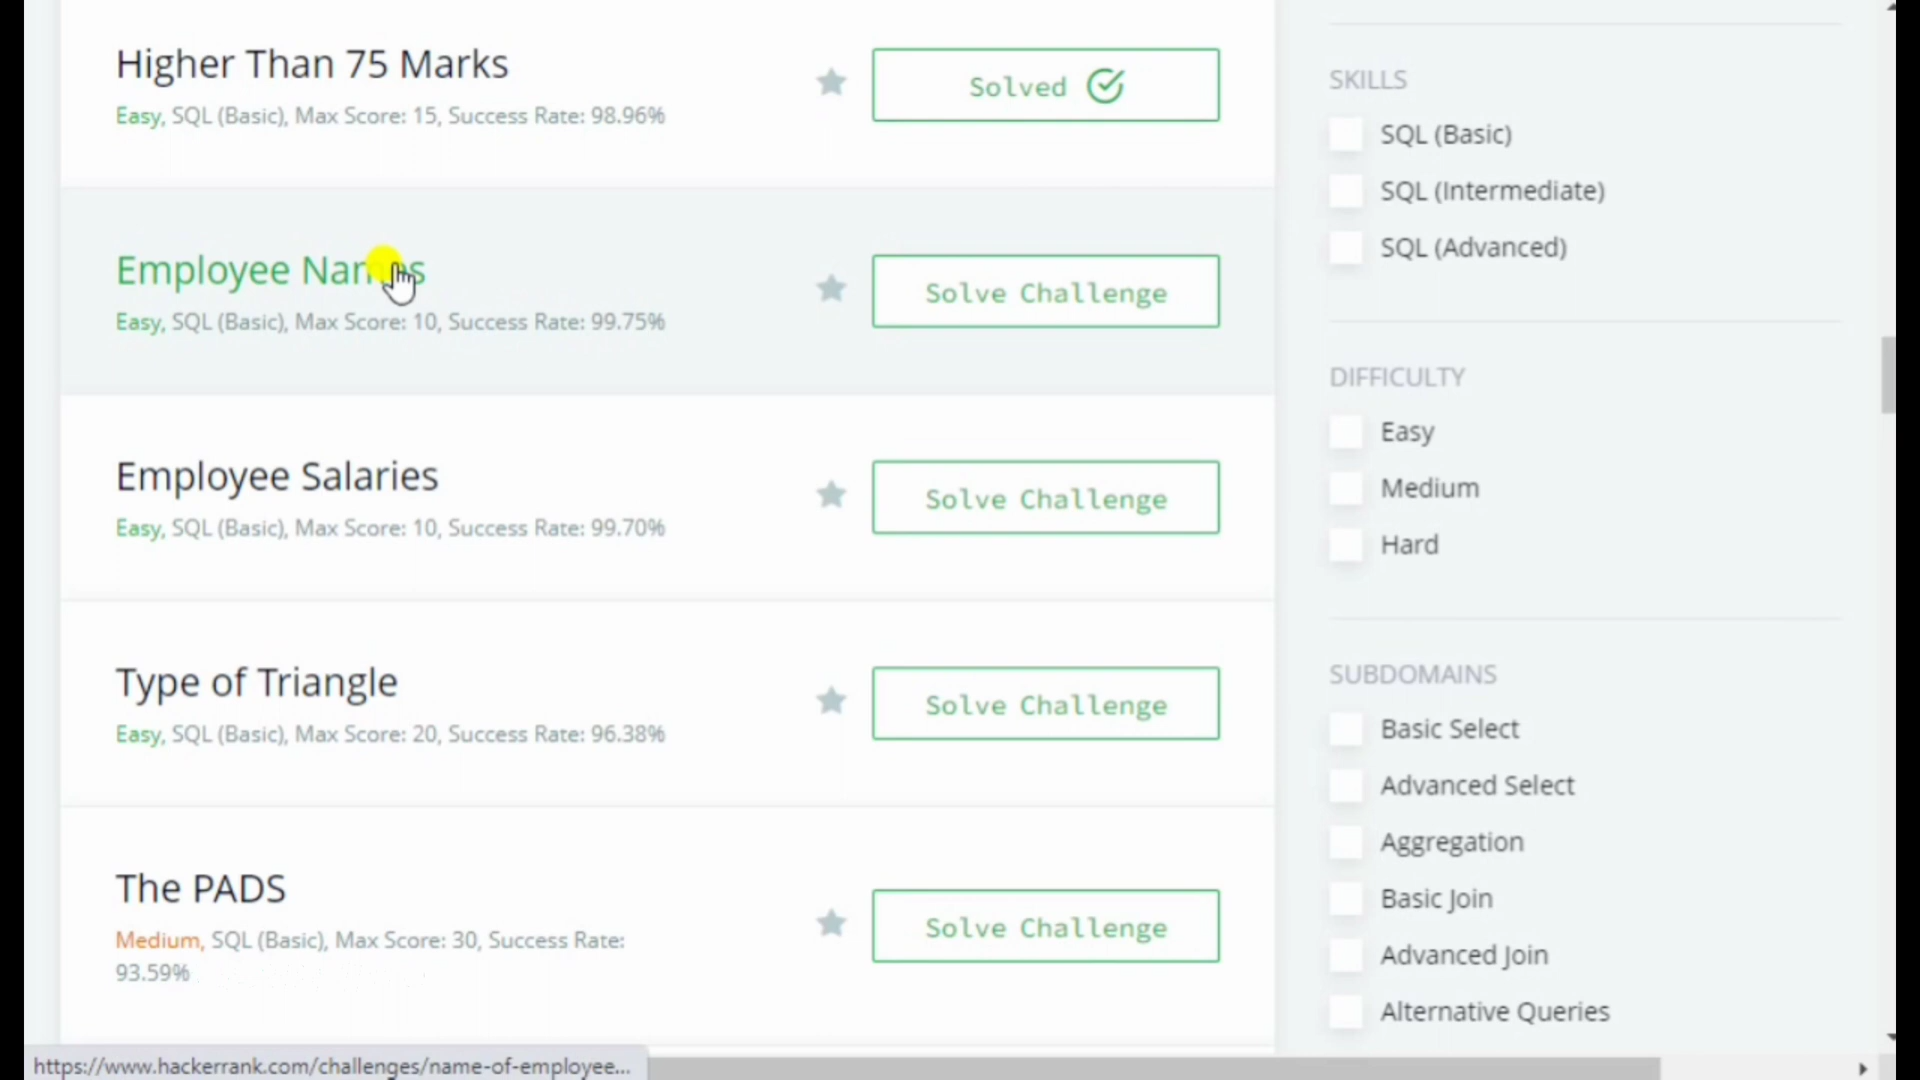 Higher Than 75 Marks
Easy, SQL (Basic), Max Score: 15, Success Rate: 98.96%
Solved
Employee Names
Easy, SQL (Basic), Max Score: 10, Success Rate: 99.75%
Solve Challenge
Employee Salaries
Easy, SQL (Basic), Max Score: 10, Success Rate: 99.70%
Solve Challenge
Type of Triangle
Easy, SQL (Basic), Max Score: 20, Success Rate: 96.38%
Solve Challenge
The PADS
Medium, SQL (Basic), Max Score: 30, Success Rate:
93.59%
Solve Challenge
SKILLS
SQL (Basic)
SQL (Intermediate)
SQL (Advanced)
DIFFICULTY
Easy
Medium
Hard
SUBDOMAINS
Basic Select
Advanced Select
Aggregation
Basic Join
Advanced Join
Alternative Queries
https://www.hackerrank.com/challenges/name-of-employee...